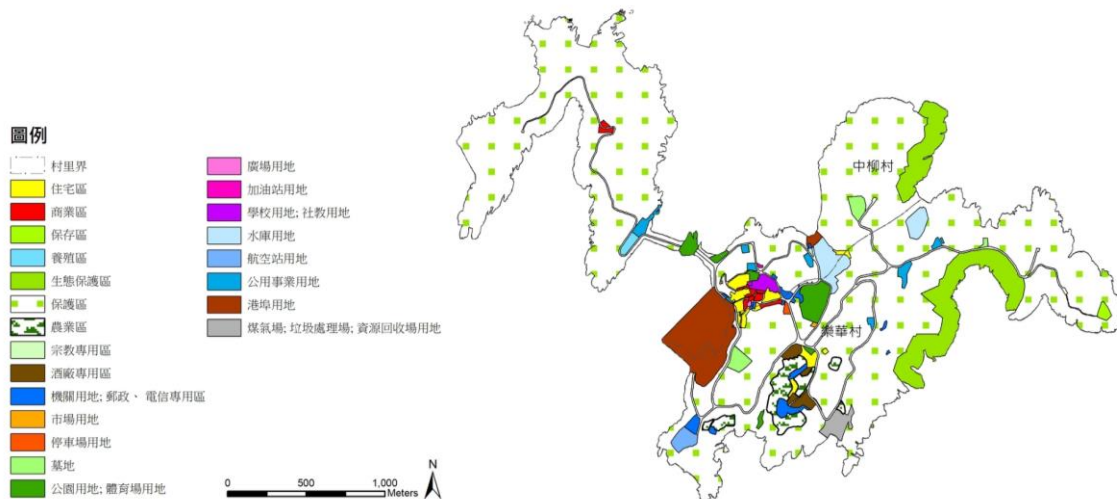 圖例
村里界
住宅區
商業區
保存區
養殖區
生態保護區
保護區
農業區
宗教專用區
酒廠專用區
機關用地; 郵政、 電信專用區
市場用地
停車場用地
墓地
公園用地; 體育場用地
廣場用地
加油站用地
學校用地; 社教用地
水庫用地
航空站用地
公用事業用地
港埠用地
煤氣場; 垃圾處理場; 資源回收場用地
0 500 1,000
Meters
N
中柳村
樂華村